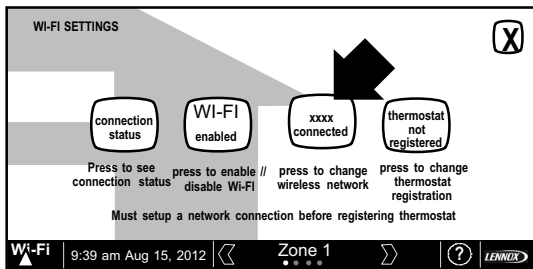 WI-FI SETTINGS
X
connection
status
WI-FI
enabled
xxxx
connected
thermostat
not
registered
Press to see
connection status
press to enable //
disable Wi-FI
press to change
wireless network
press to change
thermostat
registration
Must setup a network connection before registering thermostat
Wi-Fi
9:39 am Aug 15, 2012
Zone 1
?
LENNOX